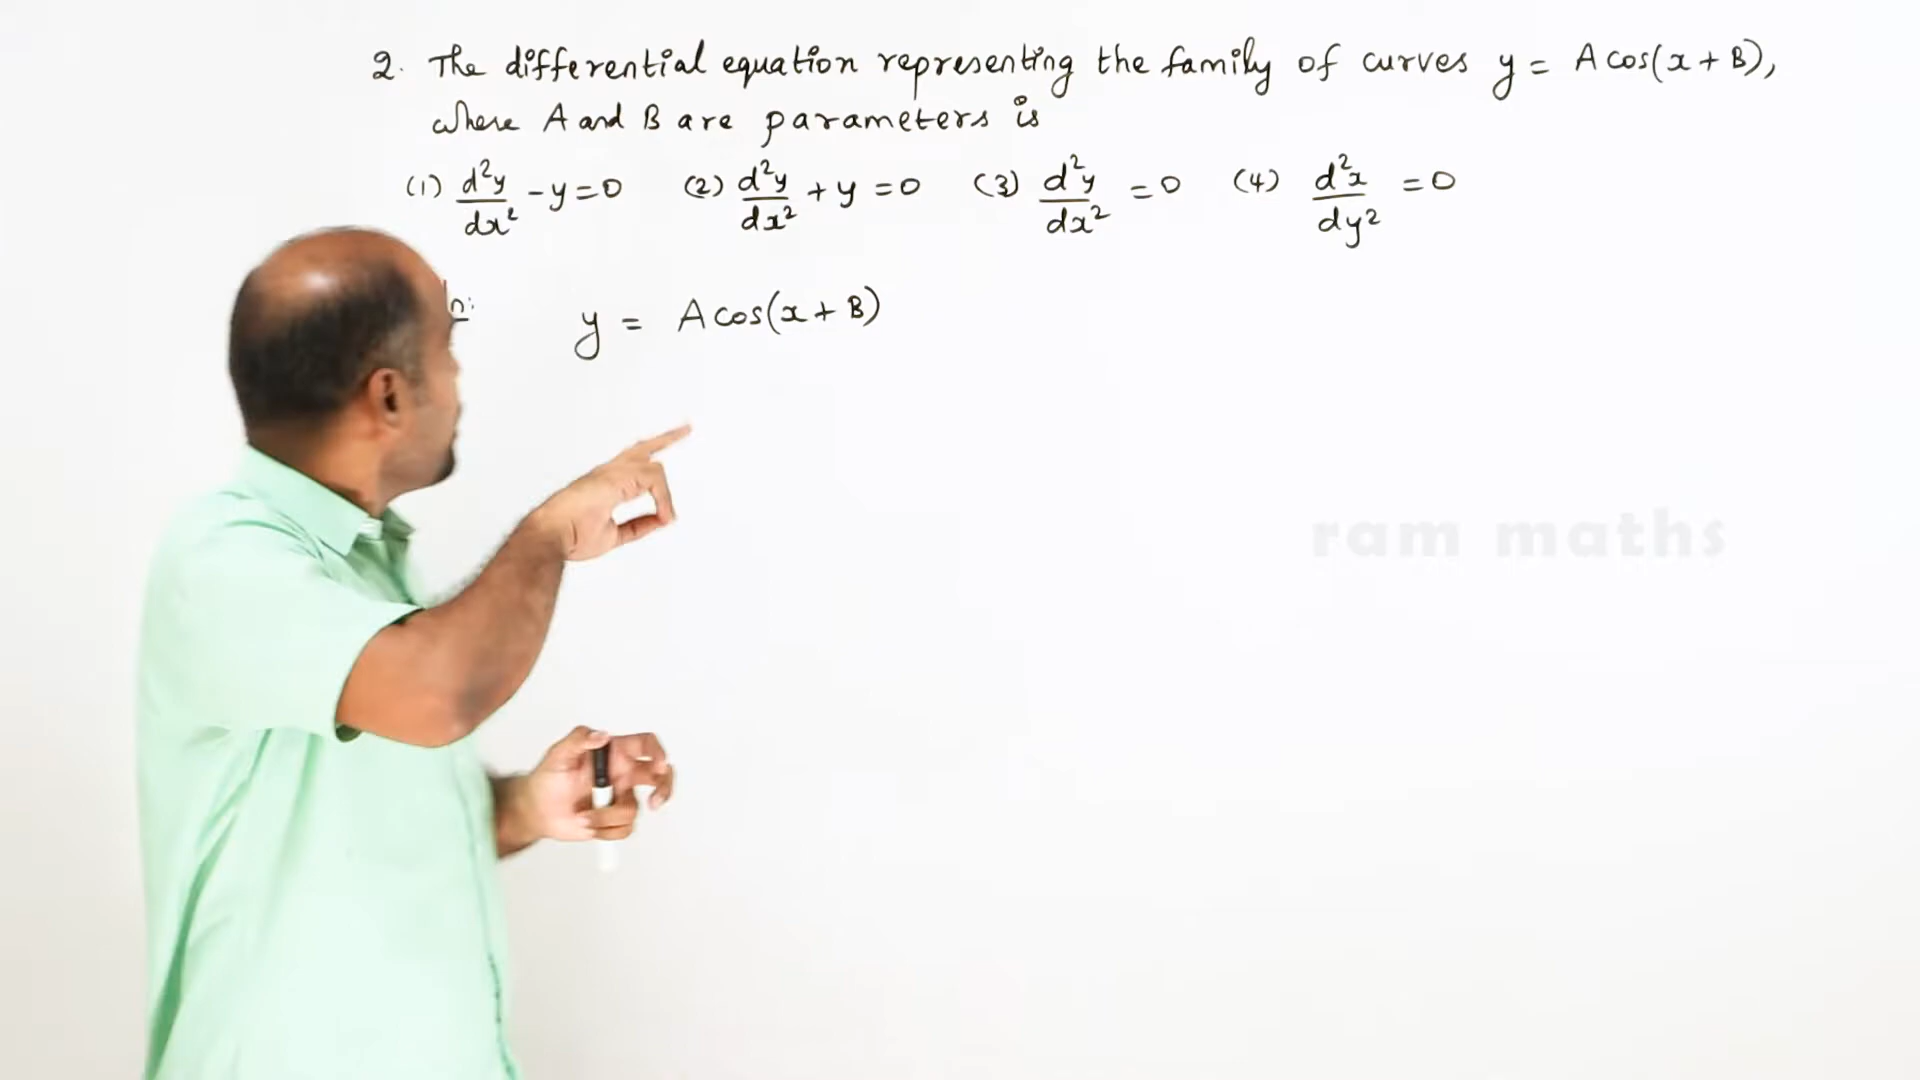 2. The differential equation representing the family of curves y = A cos(x + B),
where A and B are parameters is
(1) d²y/dx² - y = 0 (2) d²y/dx² + y = 0 (3) d²y/dx² = 0 (4) d²x/dy² = 0
n:
y = A cos(x + B)
ram maths